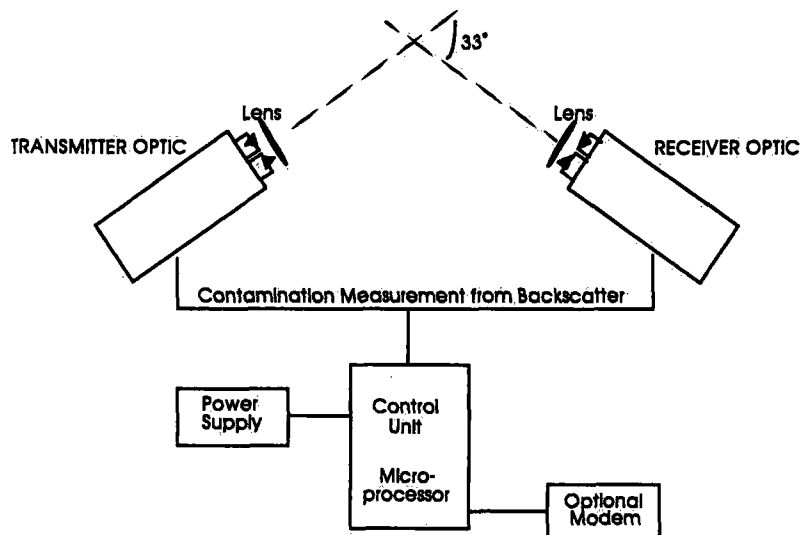 33°
Lens
Lens
TRANSMITTER OPTIC
RECEIVER OPTIC
Contamination Measurement from Backscatter
Power
Supply
Control
Unit
Micro-
processor
Optional
Modem